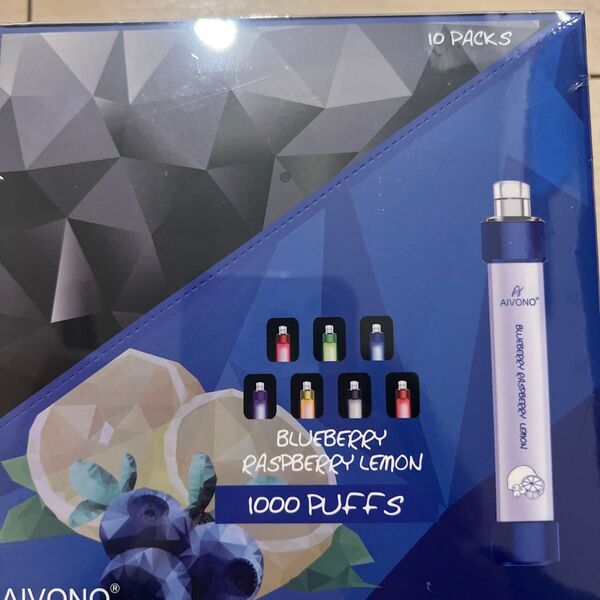 10 PACKS
AIVONO®
BLUEBERRY RASPBERRY LEMON
BLUEBERRY
RASPBERRY LEMON
1000 PUFFS
AIVONO®